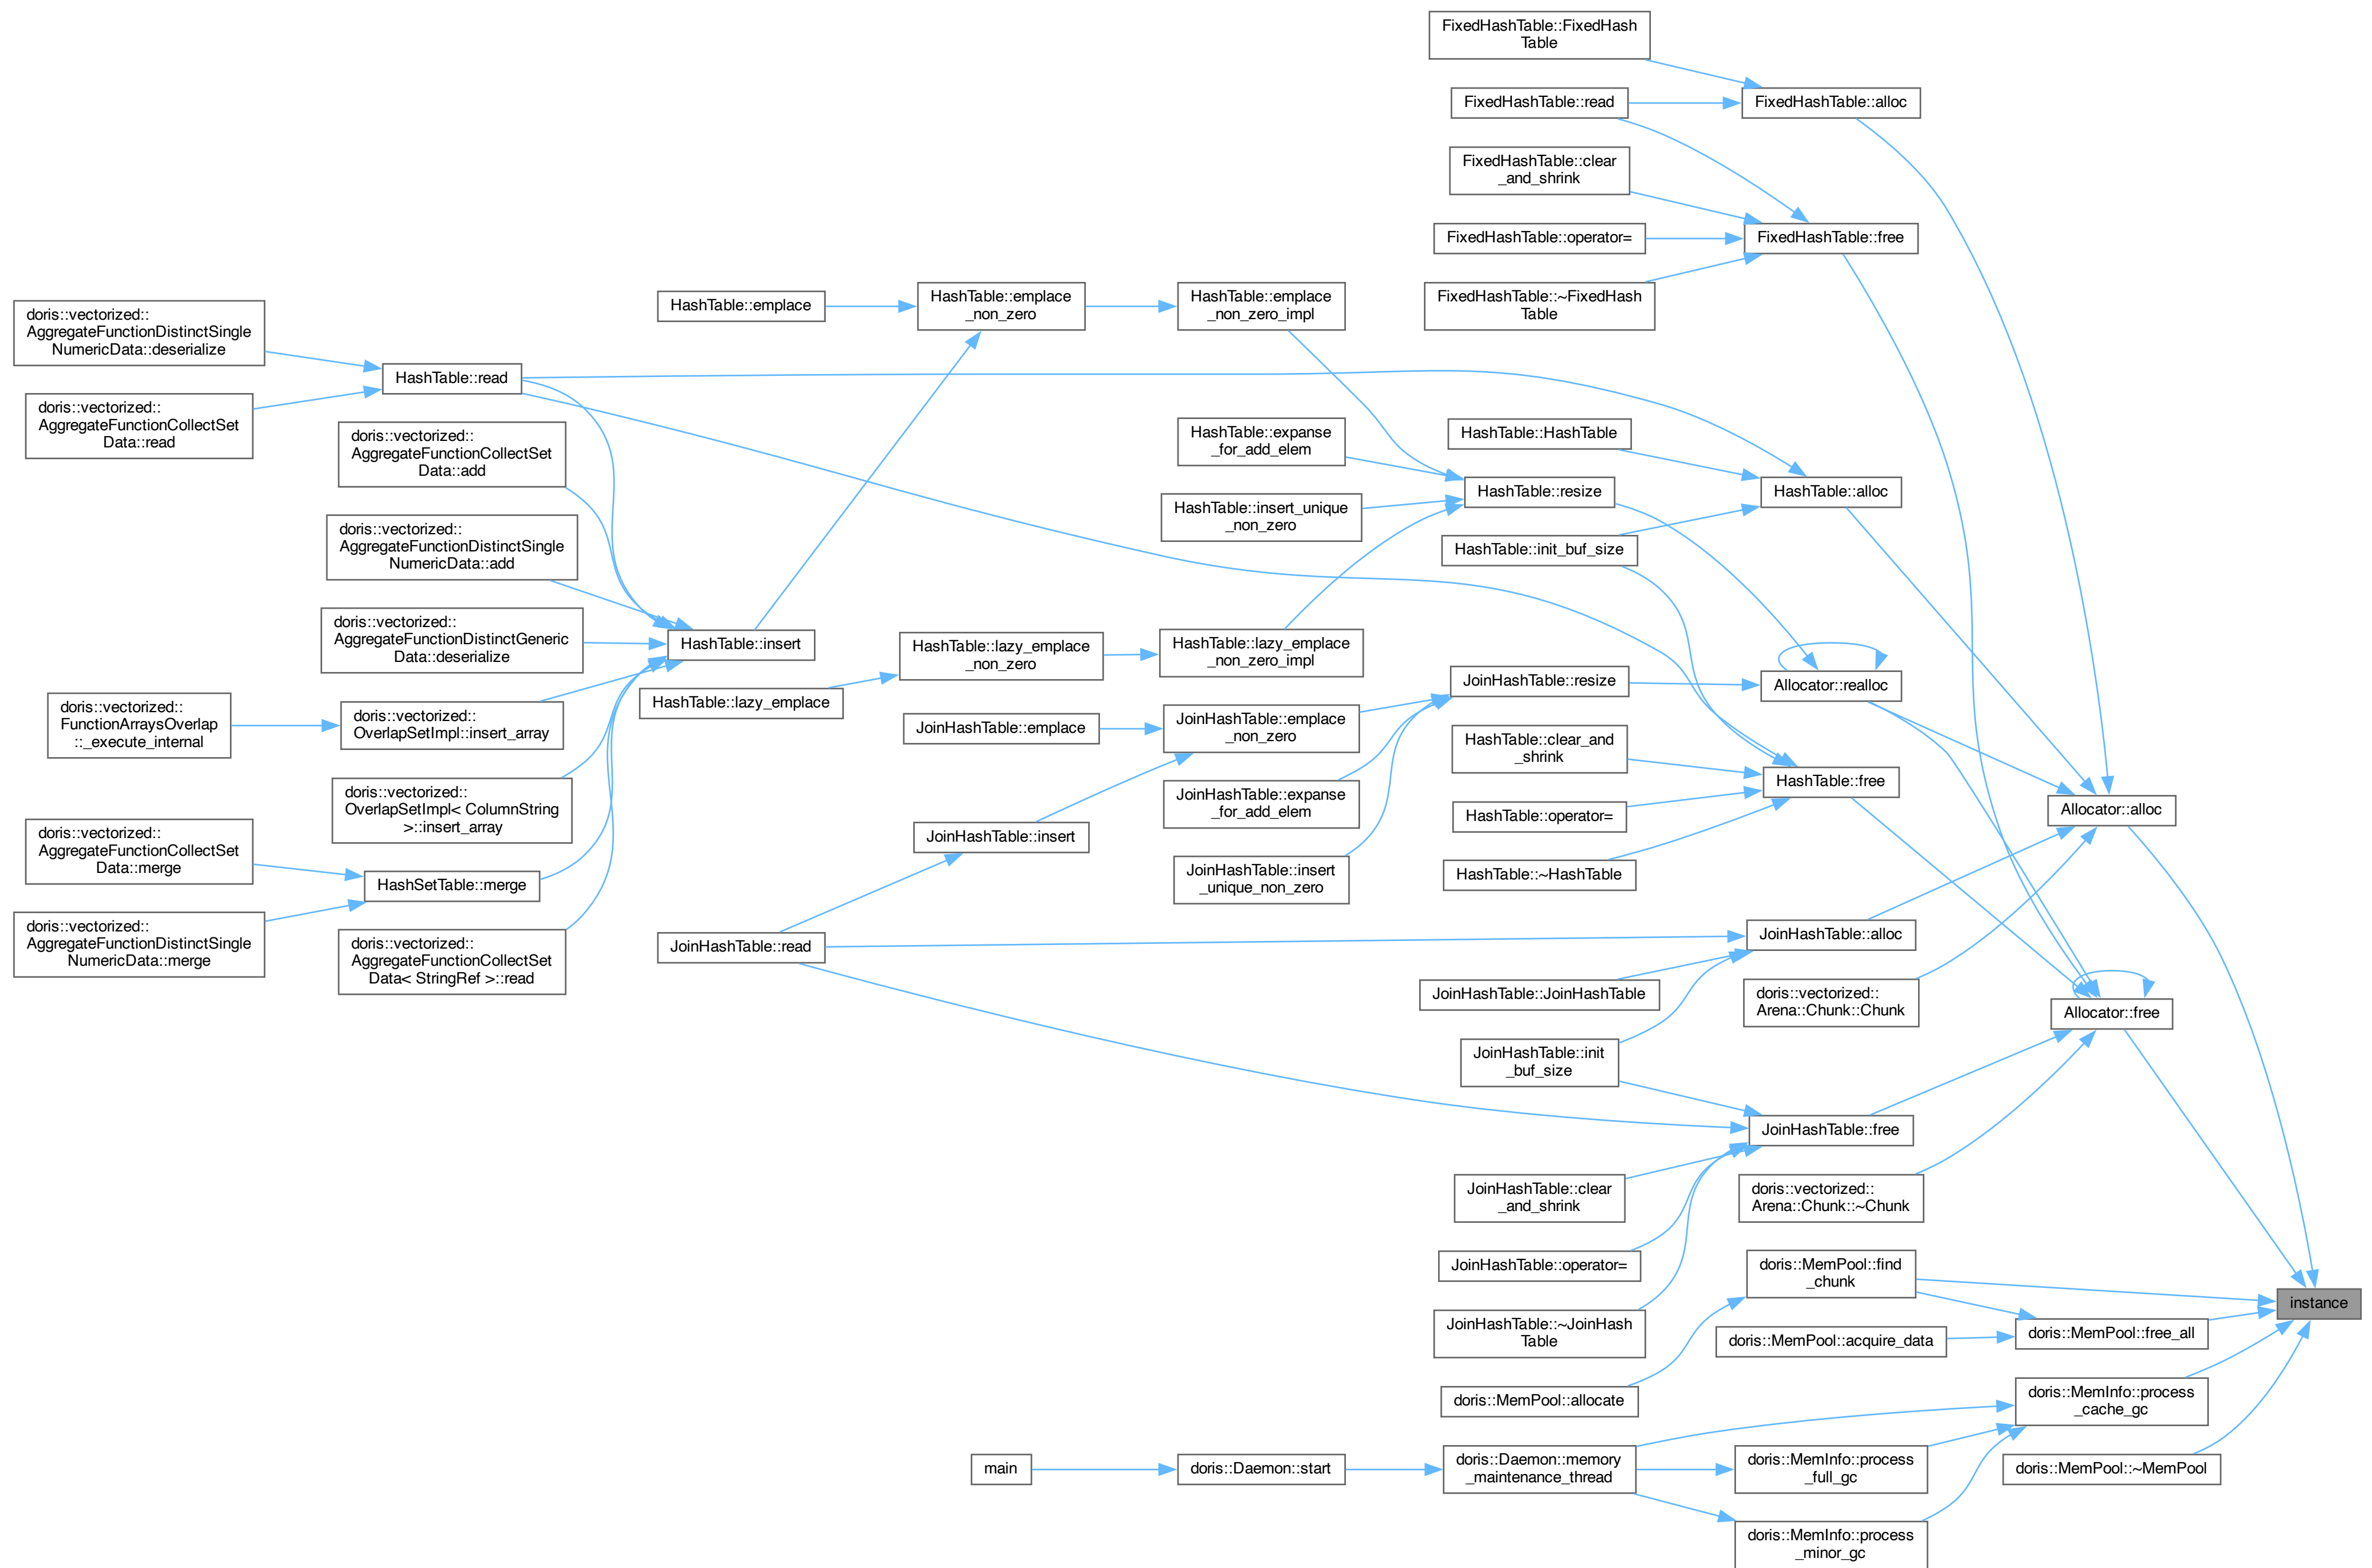 FixedHashTable::FixedHash
Table
FixedHashTable::read
FixedHashTable::alloc
FixedHashTable::clear
_and_shrink
FixedHashTable::operator=
FixedHashTable::free
FixedHashTable::~FixedHash
Table
HashTable::emplace
HashTable::emplace
_non_zero
HashTable::emplace
_non_zero_impl
doris::vectorized::
AggregateFunctionDistinctSingle
NumericData::deserialize
HashTable::read
doris::vectorized::
AggregateFunctionCollectSet
Data::read
doris::vectorized::
AggregateFunctionCollectSet
Data::add
HashTable::expanse
_for_add_elem
HashTable::HashTable
HashTable::resize
HashTable::alloc
HashTable::insert_unique
_non_zero
HashTable::init_buf_size
doris::vectorized::
AggregateFunctionDistinctSingle
NumericData::add
doris::vectorized::
AggregateFunctionDistinctGeneric
Data::deserialize
HashTable::insert
HashTable::lazy_emplace
_non_zero
HashTable::lazy_emplace
_non_zero_impl
HashTable::lazy_emplace
JoinHashTable::resize
Allocator::realloc
doris::vectorized::
FunctionArraysOverlap
::_execute_internal
doris::vectorized::
OverlapSetImpl::insert_array
JoinHashTable::emplace
JoinHashTable::emplace
_non_zero
HashTable::clear_and
_shrink
HashTable::free
doris::vectorized::
OverlapSetImpl< ColumnString
>::insert_array
JoinHashTable::expanse
_for_add_elem
HashTable::operator=
Allocator::alloc
JoinHashTable::insert
doris::vectorized::
AggregateFunctionCollectSet
Data::merge
HashSetTable::merge
JoinHashTable::insert
_unique_non_zero
HashTable::~HashTable
doris::vectorized::
AggregateFunctionDistinctSingle
NumericData::merge
doris::vectorized::
AggregateFunctionCollectSet
Data< StringRef >::read
JoinHashTable::read
JoinHashTable::alloc
JoinHashTable::JoinHashTable
doris::vectorized::
Arena::Chunk::Chunk
Allocator::free
JoinHashTable::init
_buf_size
JoinHashTable::free
JoinHashTable::clear
_and_shrink
doris::vectorized::
Arena::Chunk::~Chunk
JoinHashTable::operator=
doris::MemPool::find
_chunk
instance
JoinHashTable::~JoinHash
Table
doris::MemPool::acquire_data
doris::MemPool::free_all
doris::MemPool::allocate
doris::MemInfo::process
_cache_gc
main
doris::Daemon::start
doris::Daemon::memory
_maintenance_thread
doris::MemInfo::process
_full_gc
doris::MemPool::~MemPool
doris::MemInfo::process
_minor_gc